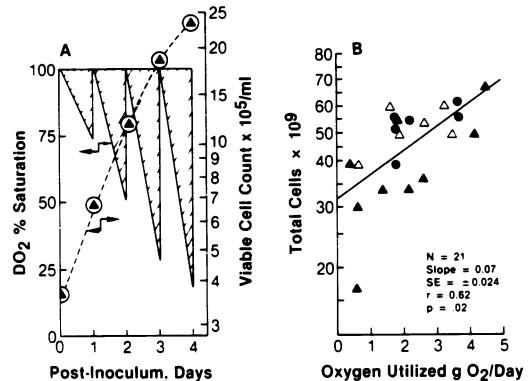 A
DO2 % Saturation
100
75
50
25
0
0 1 2 3 4
Post-Inoculum, Days
25
20
15
12
10
9
8
7
6
5
4
3
Viable Cell Count x 10⁵/ml
B
Total Cells × 10⁹
80
70
60
50
40
30
20
10
0 1 2 3 4 5
Oxygen Utilized g O2/Day
N = 21
Slope = 0.07
SE = ±0.024
r = 0.62
p = .02